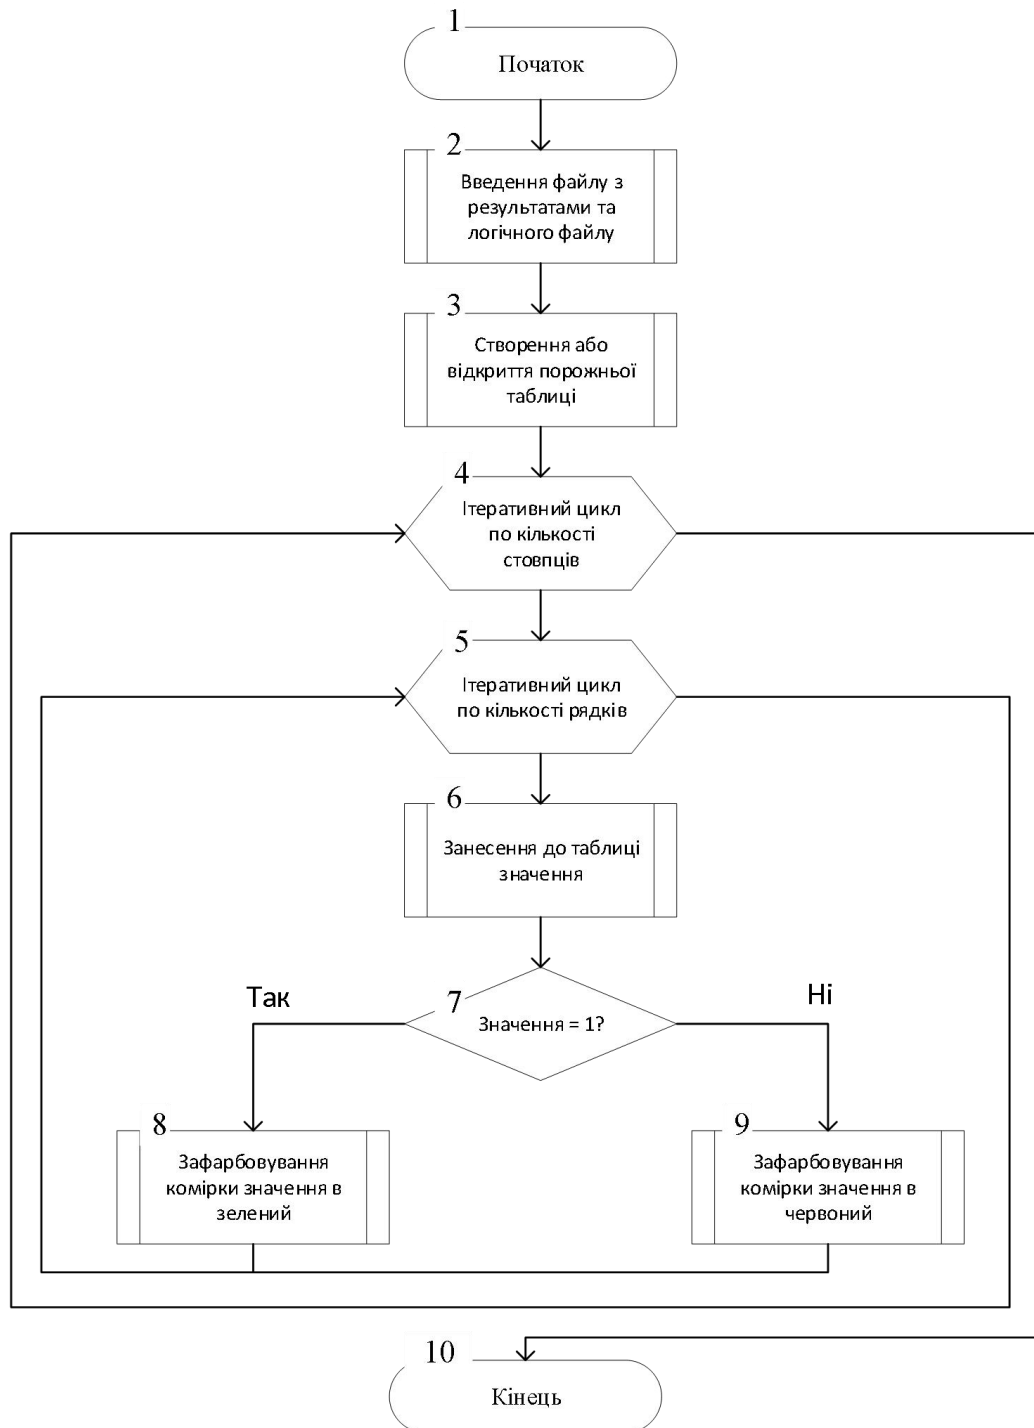 1
Початок
2
Введення файлу з
результатами та
логічного файлу
3
Створення або
відкриття порожньої
таблиці
4
Ітеративний цикл
по кількості
стовпців
5
Ітеративний цикл
по кількості рядків
6
Занесення до таблиці
значення
7
Значення = 1?
Так
Ні
8
Зафарбовування
комірки значення в
зелений
9
Зафарбовування
комірки значення в
червоний
10
Кінець